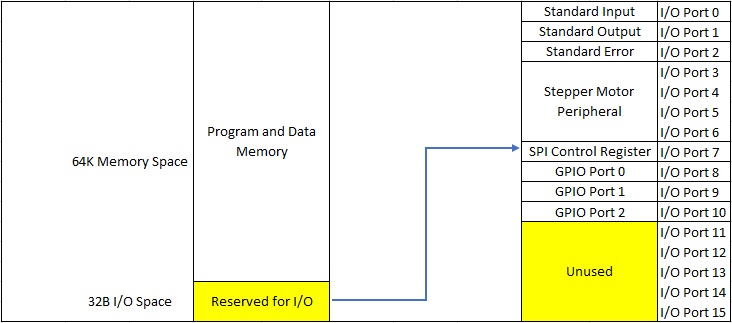 Standard Input I/O Port 0
Standard Output I/O Port 1
Standard Error I/O Port 2
I/O Port 3
Stepper Motor I/O Port 4
Peripheral I/O Port 5
Program and Data I/O Port 6
Memory
64K Memory Space
SPI Control Register I/O Port 7
GPIO Port 0 I/O Port 8
GPIO Port 1 I/O Port 9
GPIO Port 2 I/O Port 10
I/O Port 11
I/O Port 12
Unused I/O Port 13
32B I/O Space Reserved for I/O I/O Port 14
I/O Port 15